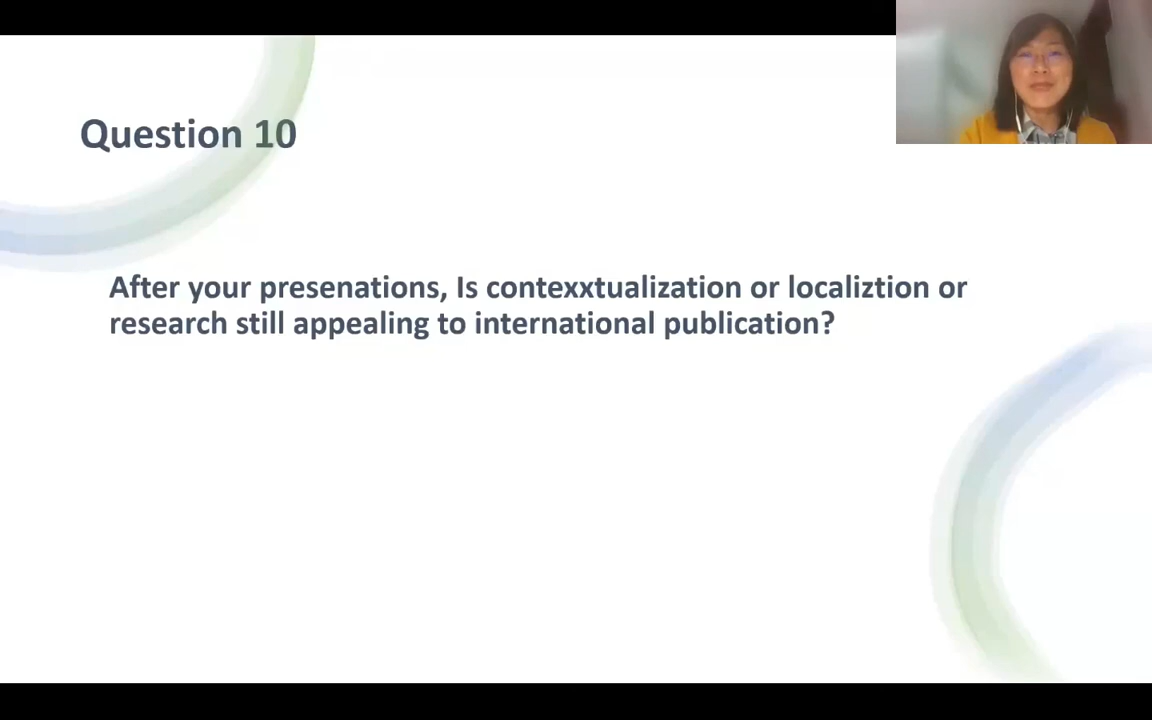 Question 10
After your presenations, Is contexxtualization or localiztion or
research still appealing to international publication?